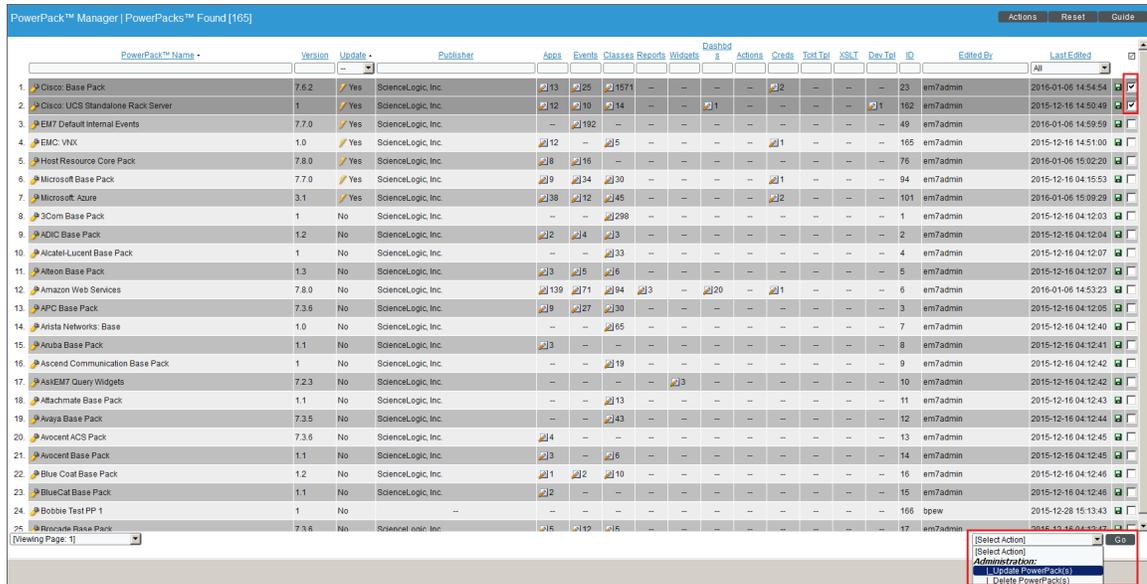 PowerPack™ Manager | PowerPacks™ Found [165] Actions Reset Guide
PowerPack™ Name • Version Update • Publisher Apps Events Classes Reports Widgets Dashbds Actions Creds Tckt Tpl XSLT Dev Tpl ID Edited By Last Edited
-- All
1. Cisco: Base Pack 7.6.2 Yes ScienceLogic, Inc. 13 25 1571 -- -- -- -- 2 -- -- -- 23 em7admin 2016-01-06 14:54:54
2. Cisco: UCS Standalone Rack Server 1 Yes ScienceLogic, Inc. 12 10 14 -- -- 1 -- -- -- -- 1 162 em7admin 2015-12-16 14:50:49
3. EM7 Default Internal Events 7.7.0 Yes ScienceLogic, Inc. -- 192 -- -- -- -- -- -- -- -- -- 49 em7admin 2016-01-06 14:59:59
4. EMC: VNX 1.0 Yes ScienceLogic, Inc. 12 -- 5 -- -- -- -- 1 -- -- -- 165 em7admin 2015-12-16 14:51:00
5. Host Resource Core Pack 7.8.0 Yes ScienceLogic, Inc. 8 16 -- -- -- -- -- -- -- -- -- 76 em7admin 2016-01-06 15:02:20
6. Microsoft Base Pack 7.7.0 Yes ScienceLogic, Inc. 9 34 30 -- -- -- -- 1 -- -- -- 94 em7admin 2015-12-16 04:15:53
7. Microsoft: Azure 3.1 Yes ScienceLogic, Inc. 38 12 45 -- -- -- -- 2 -- -- -- 101 em7admin 2016-01-06 15:09:29
8. 3Com Base Pack 1 No ScienceLogic, Inc. -- -- 298 -- -- -- -- -- -- -- -- 1 em7admin 2015-12-16 04:12:03
9. ADIC Base Pack 1.2 No ScienceLogic, Inc. 2 4 3 -- -- -- -- -- -- -- -- 2 em7admin 2015-12-16 04:12:04
10. Alcatel-Lucent Base Pack 1 No ScienceLogic, Inc. -- -- 33 -- -- -- -- -- -- -- -- 4 em7admin 2015-12-16 04:12:07
11. Alteon Base Pack 1.3 No ScienceLogic, Inc. 3 5 6 -- -- -- -- -- -- -- -- 5 em7admin 2015-12-16 04:12:07
12. Amazon Web Services 7.8.0 No ScienceLogic, Inc. 139 71 94 3 -- 20 -- 1 -- -- -- 6 em7admin 2016-01-06 14:53:23
13. APC Base Pack 7.3.6 No ScienceLogic, Inc. 9 27 30 -- -- -- -- -- -- -- -- 3 em7admin 2015-12-16 04:12:05
14. Arista Networks: Base 1.0 No ScienceLogic, Inc. -- -- 65 -- -- -- -- -- -- -- -- 7 em7admin 2015-12-16 04:12:40
15. Aruba Base Pack 1.1 No ScienceLogic, Inc. 3 -- -- -- -- -- -- -- -- -- -- 8 em7admin 2015-12-16 04:12:41
16. Ascend Communication Base Pack 1 No ScienceLogic, Inc. -- -- 19 -- -- -- -- -- -- -- -- 9 em7admin 2015-12-16 04:12:42
17. AskEM7 Query Widgets 7.2.3 No ScienceLogic, Inc. -- -- -- -- 3 -- -- -- -- -- -- 10 em7admin 2015-12-16 04:12:42
18. Attachmate Base Pack 1.1 No ScienceLogic, Inc. -- -- 13 -- -- -- -- -- -- -- -- 11 em7admin 2015-12-16 04:12:43
19. Avaya Base Pack 7.3.5 No ScienceLogic, Inc. -- -- 43 -- -- -- -- -- -- -- -- 12 em7admin 2015-12-16 04:12:44
20. Avocent ACS Pack 7.3.6 No ScienceLogic, Inc. 4 -- -- -- -- -- -- -- -- -- -- 13 em7admin 2015-12-16 04:12:45
21. Avocent Base Pack 1.1 No ScienceLogic, Inc. 3 -- 6 -- -- -- -- -- -- -- -- 14 em7admin 2015-12-16 04:12:45
22. Blue Coat Base Pack 1.2 No ScienceLogic, Inc. 1 2 10 -- -- -- -- -- -- -- -- 16 em7admin 2015-12-16 04:12:46
23. BlueCat Base Pack 1.1 No ScienceLogic, Inc. 2 -- -- -- -- -- -- -- -- -- -- 15 em7admin 2015-12-16 04:12:46
24. Bobbie Test PP 1 1 No -- -- -- -- -- -- -- -- -- -- -- -- 166 bpew 2015-12-28 15:13:43
25. Brocade Base Pack 7.3.6 No ScienceLogic, Inc. 5 12 5 -- -- -- -- -- -- -- -- 17 em7admin 2015-12-16 04:12:47
[Viewing Page: 1] [Select Action] Go
[Select Action]
Administration:
Update PowerPack(s)
Delete PowerPack(s)